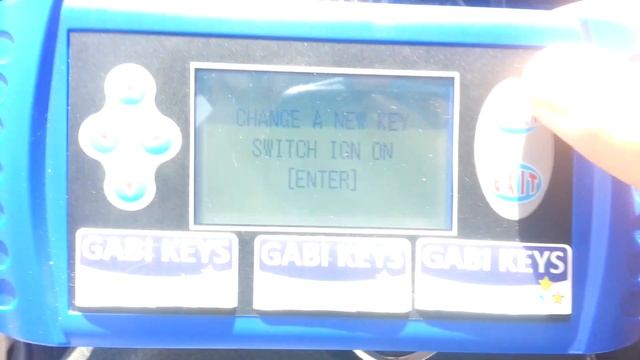 CHANGE A NEW KEY
SWITCH IGN ON
[ENTER]
EXIT
GABI KEYS
GABI KEYS
GABI KEYS